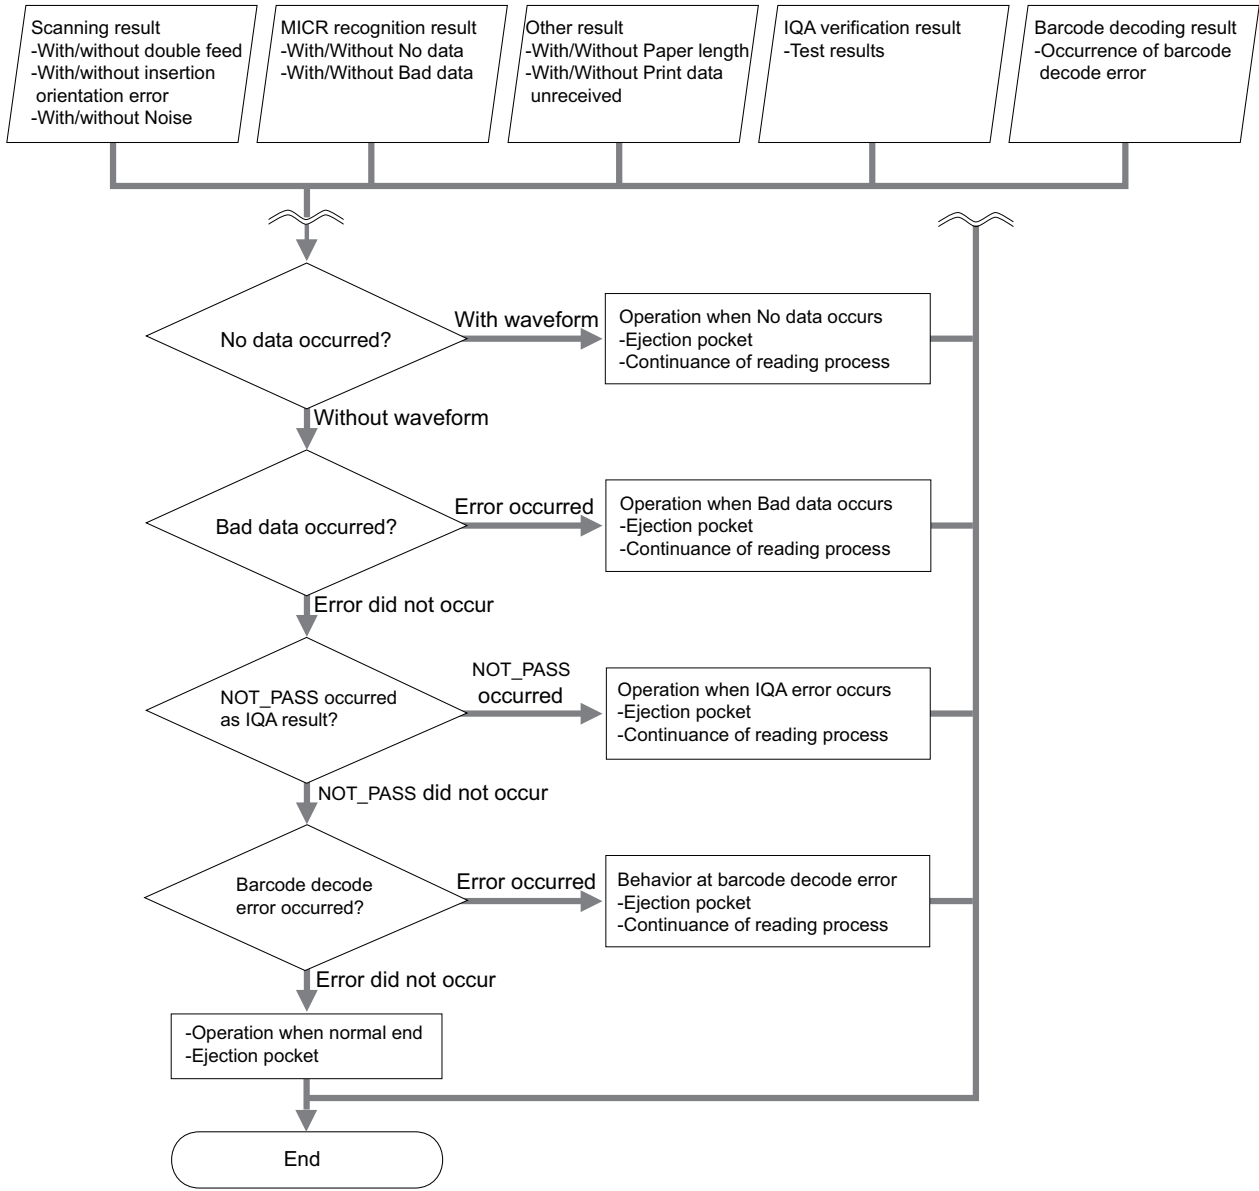 Scanning result
-With/without double feed
-With/without insertion
orientation error
-With/without Noise
MICR recognition result
-With/Without No data
-With/Without Bad data
Other result
-With/Without Paper length
-With/Without Print data
unreceived
IQA verification result
-Test results
Barcode decoding result
-Occurrence of barcode
decode error
No data occurred?
With waveform
Operation when No data occurs
-Ejection pocket
-Continuance of reading process
Without waveform
Bad data occurred?
Error occurred
Operation when Bad data occurs
-Ejection pocket
-Continuance of reading process
Error did not occur
NOT_PASS occurred
as IQA result?
NOT_PASS
occurred
Operation when IQA error occurs
-Ejection pocket
-Continuance of reading process
NOT_PASS did not occur
Barcode decode
error occurred?
Error occurred
Behavior at barcode decode error
-Ejection pocket
-Continuance of reading process
Error did not occur
-Operation when normal end
-Ejection pocket
End